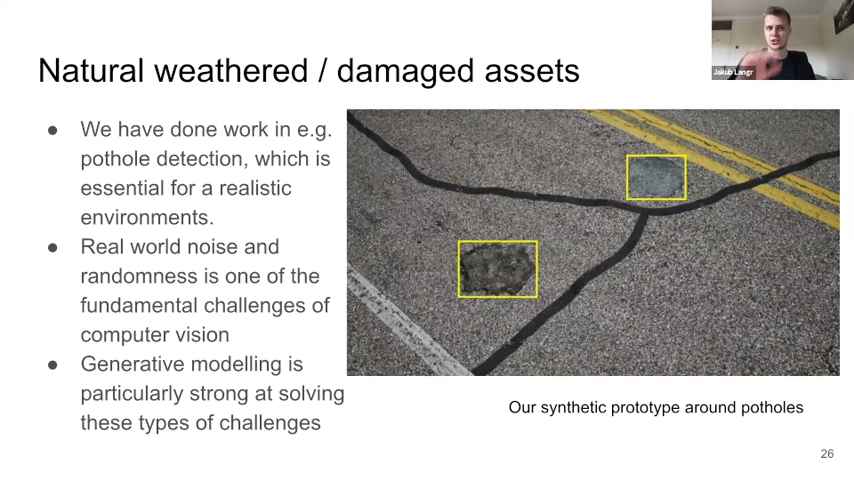 Jakub Langr
Natural weathered / damaged assets
● We have done work in e.g.
pothole detection, which is
essential for a realistic
environments.
● Real world noise and
randomness is one of the
fundamental challenges of
computer vision
● Generative modelling is
particularly strong at solving
these types of challenges
Our synthetic prototype around potholes
26